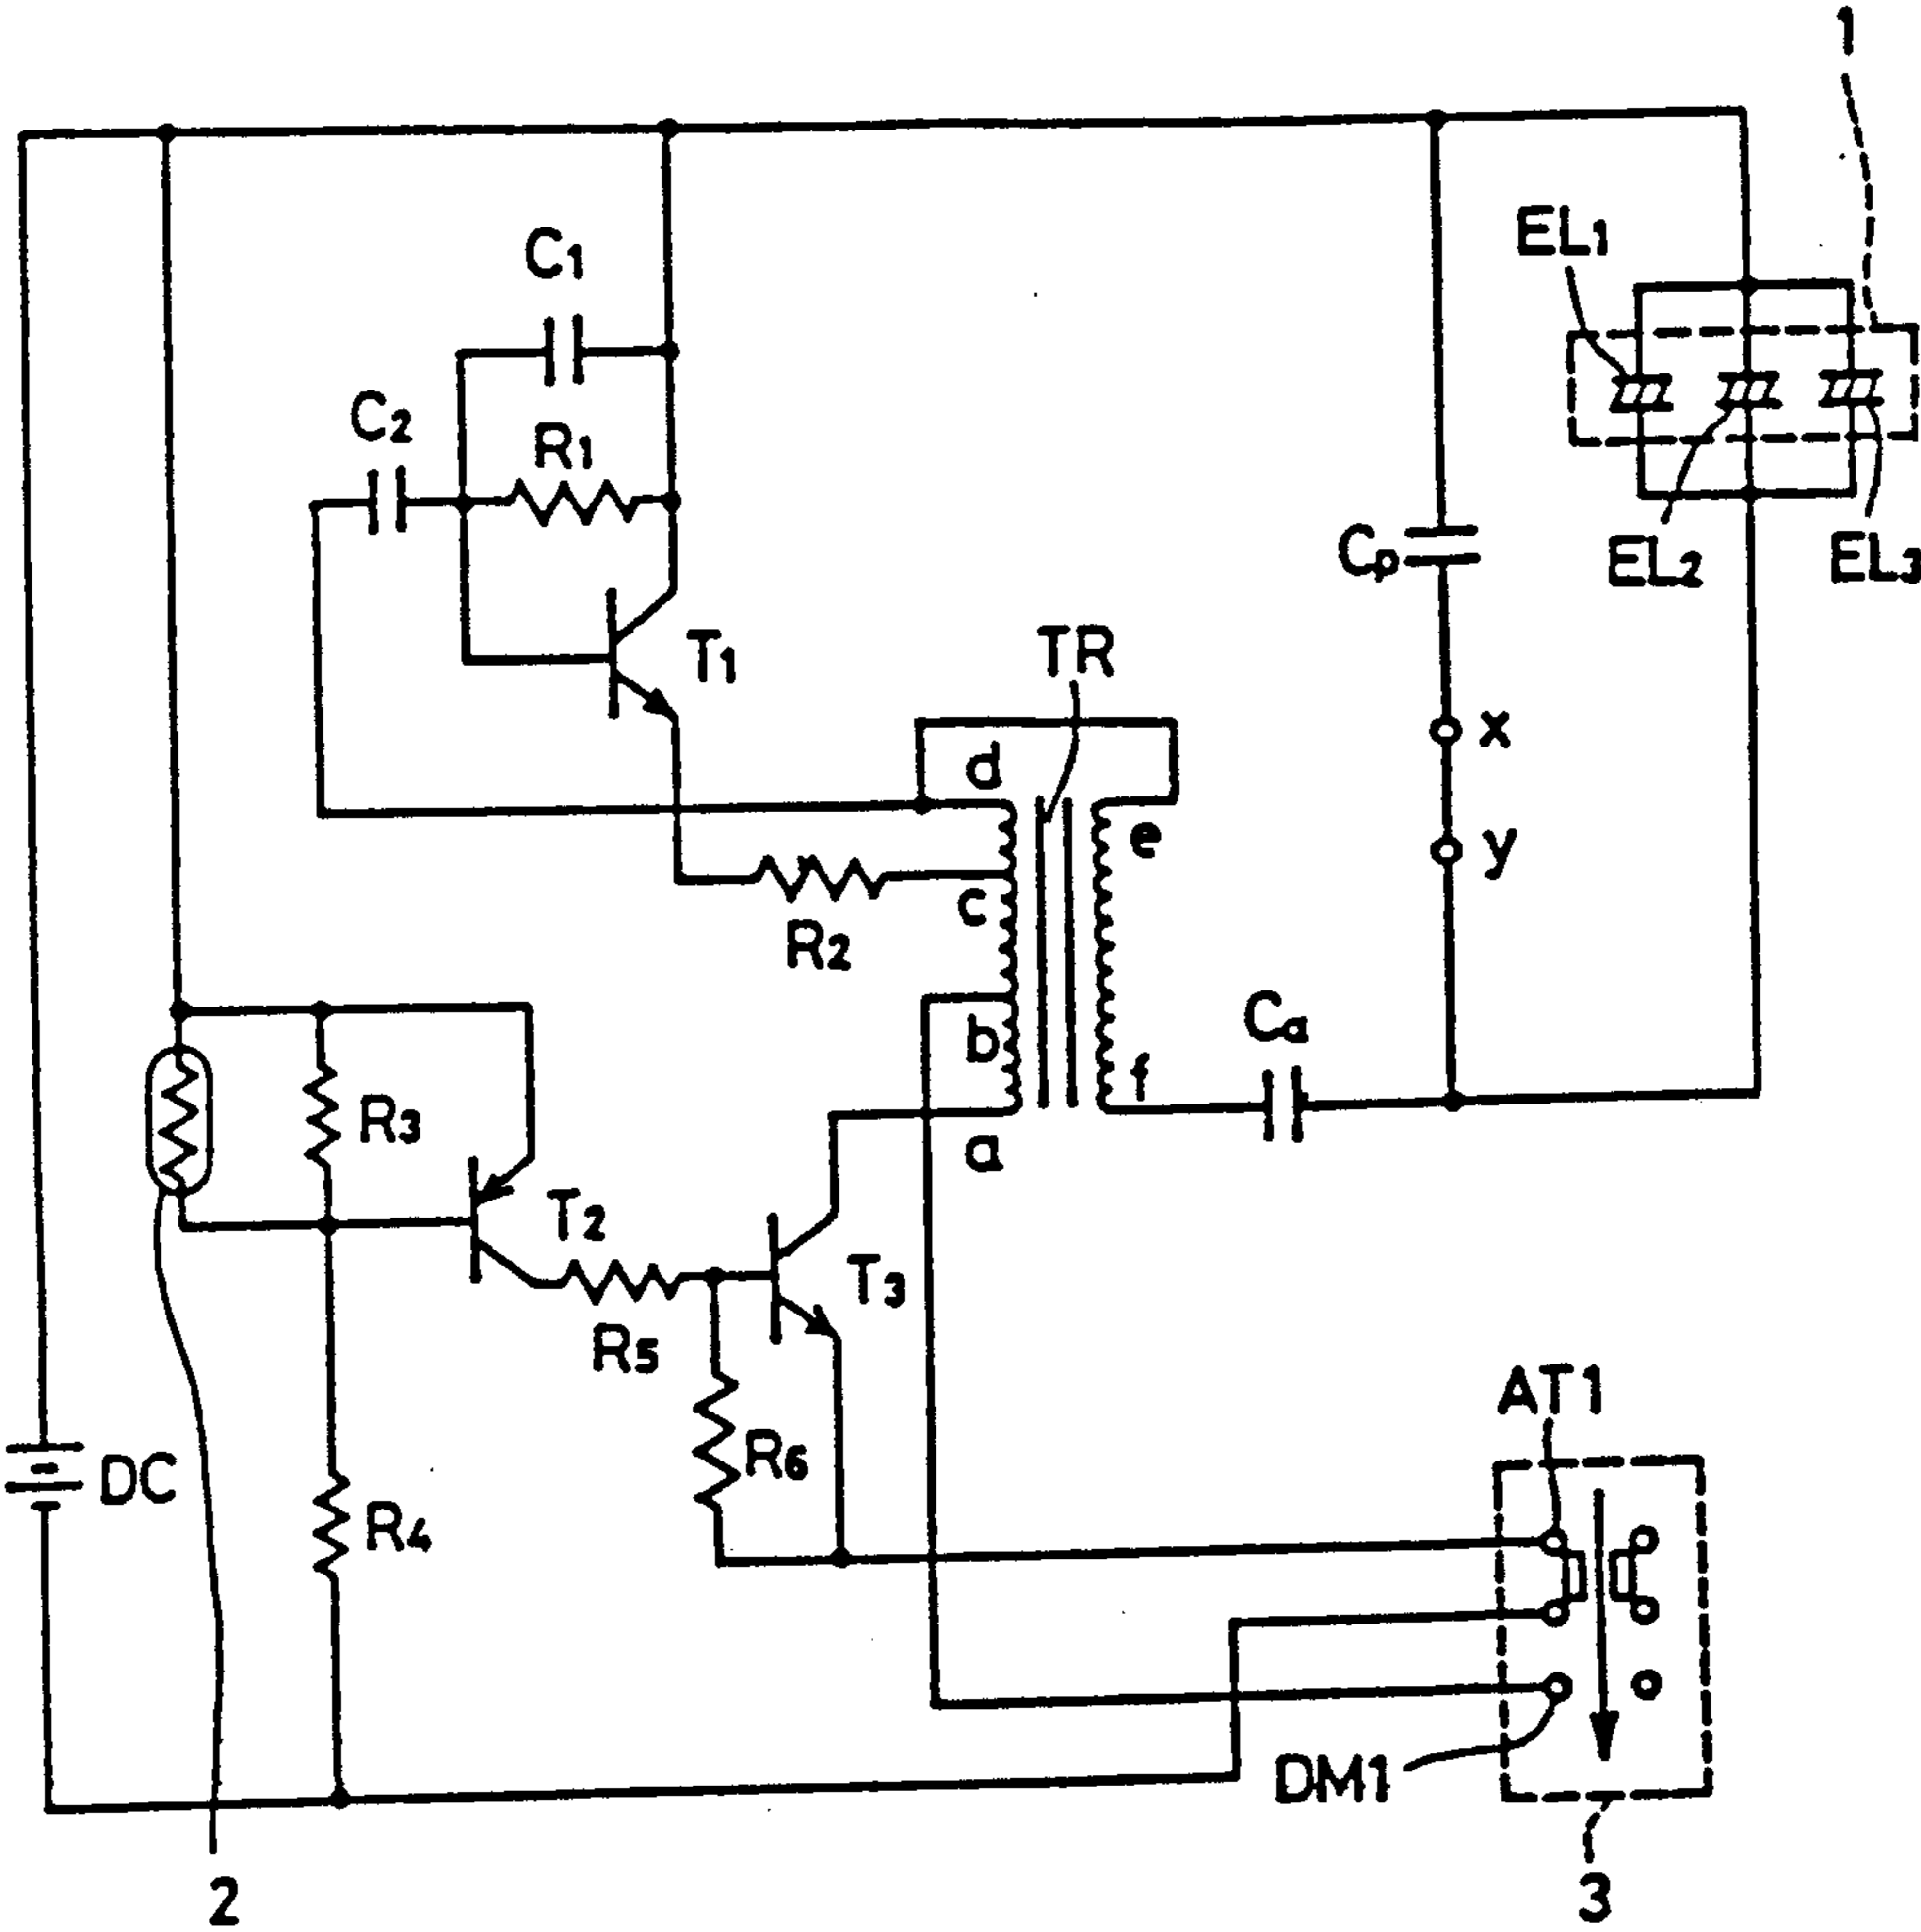 1
EL1
C1
C2
R1
Cp
EL2
EL3
T1
TR
x
d
e
y
c
R2
b
Ca
f
R3
a
T2
T3
R5
AT1
R6
DC
R4
DM1
2
3